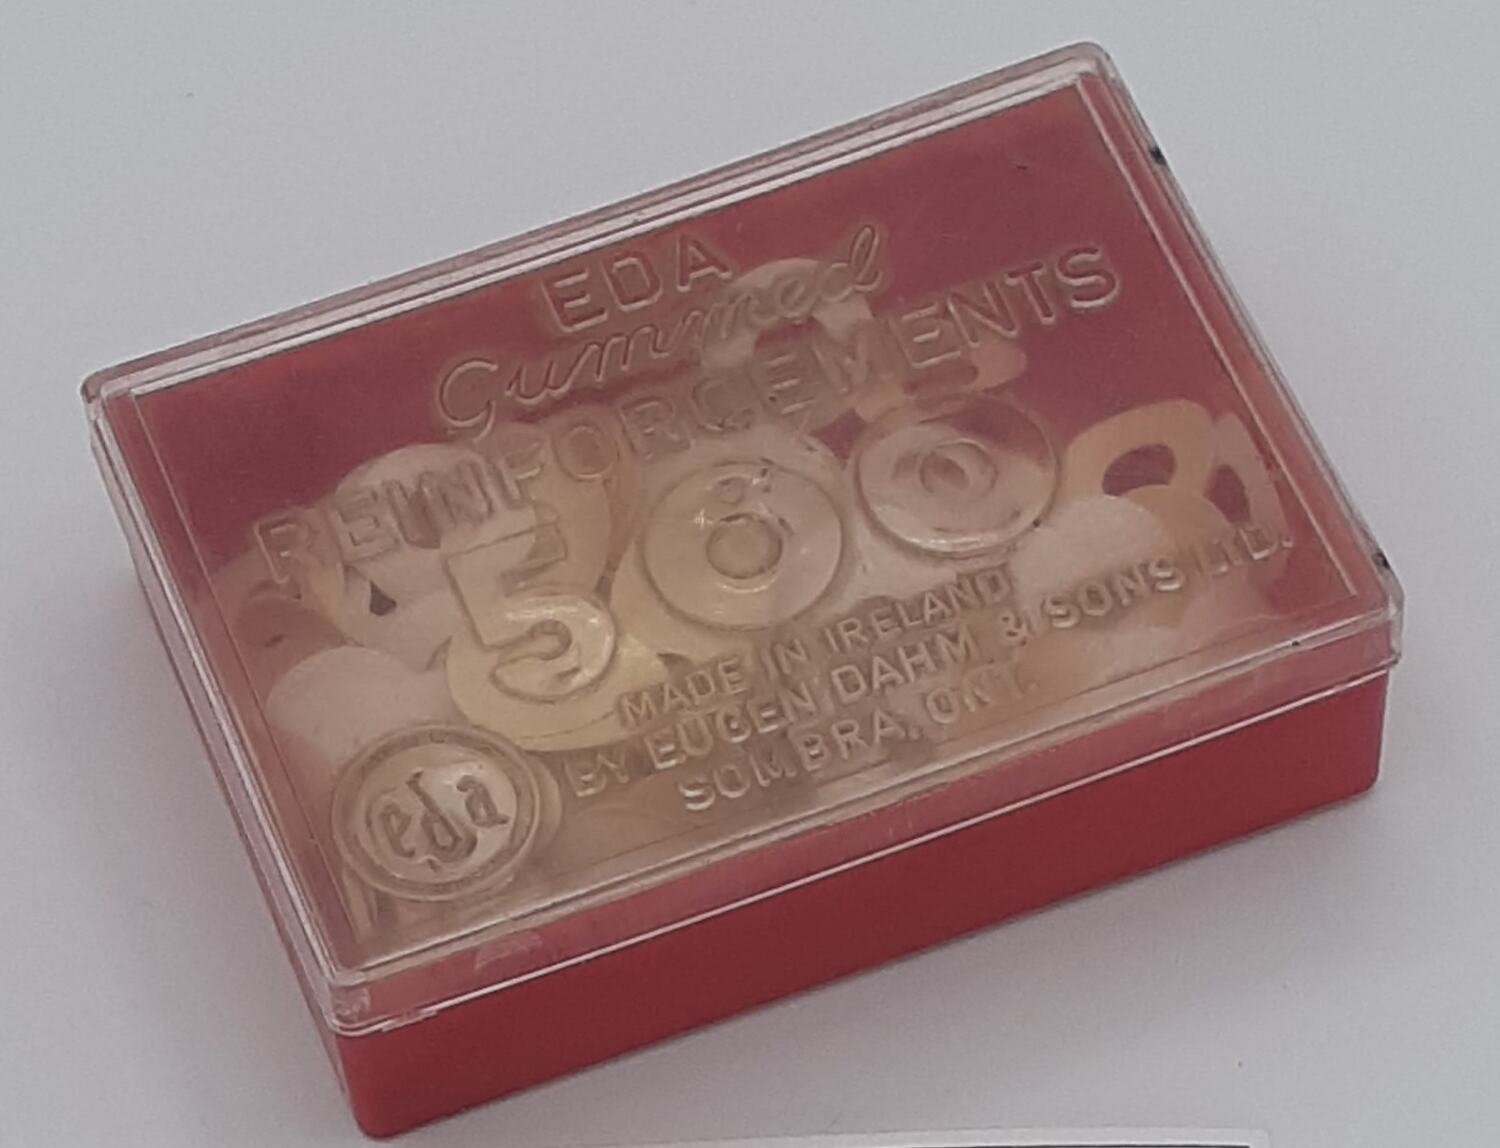 EDA
Gummed
REINFORCEMENTS
500
MADE IN IRELAND
BY EUGEN DAHM & SONS LTD.
SOMBRA, ONT.
eda